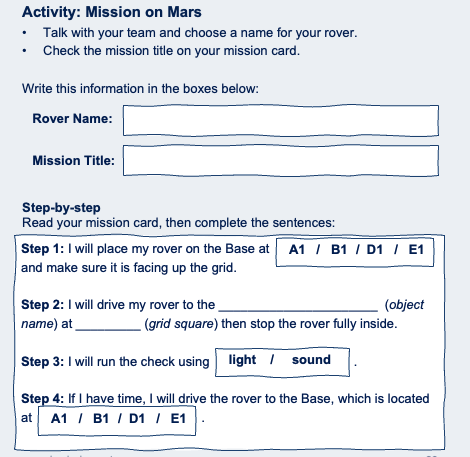 Activity: Mission on Mars
• Talk with your team and choose a name for your rover.
• Check the mission title on your mission card.
Write this information in the boxes below:
Rover Name:
Mission Title:
Step-by-step
Read your mission card, then complete the sentences:
Step 1: I will place my rover on the Base at A1 / B1 / D1 / E1
and make sure it is facing up the grid.
Step 2: I will drive my rover to the ______________________ (object
name) at _________ (grid square) then stop the rover fully inside.
Step 3: I will run the check using light / sound .
Step 4: If I have time, I will drive the rover to the Base, which is located
at A1 / B1 / D1 / E1 .